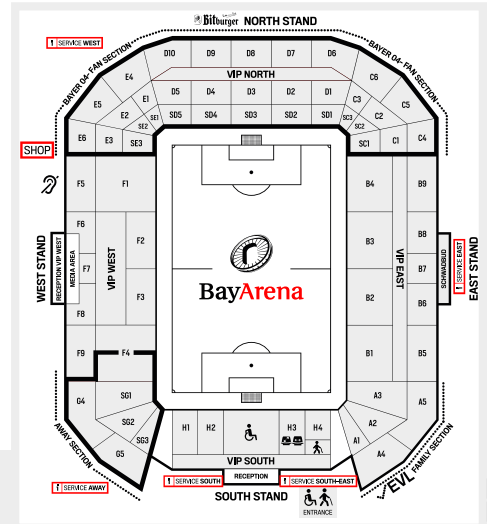 Bitburger NORTH STAND
! SERVICE WEST
BAYER 04- FAN SECTION
BAYER 04- FAN SECTION
D10 D9 D8 D7 D6
VIP NORTH
E4 C6
E5 E1 D5 D4 D3 D2 D1 C3 C5
E2 SE1 SD5 SD4 SD3 SD2 SD1 SC3 C2
SE2 SC2
E6 E3 SE3 SC1 C1 C4
SHOP
F5 F1 B4 B9
F6 F2 B3 B8
WEST STAND
RECEPTION VIP WEST
MEDIA AREA
F7
VIP WEST
VIP EAST
B7
SCHWADBUD
! SERVICE EAST
EAST STAND
BayArena
F8 F3 B2 B6
F9 F4 B1 B5
G4 SG1 A3 A5
SG2 A2
SG3 A1
G5 A4
H1 H2 H3 H4
VIP SOUTH
AWAY SECTION
EVL FAMILY SECTION
RECEPTION
! SERVICE AWAY
! SERVICE SOUTH
! SERVICE SOUTH-EAST
SOUTH STAND
ENTRANCE